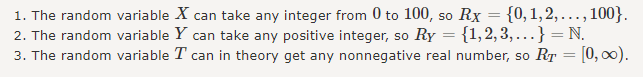 1. The random variable X can take any integer from 0 to 100, so R_X = {0, 1, 2, . . . , 100}.
2. The random variable Y can take any positive integer, so R_Y = {1, 2, 3, . . . } = ℕ.
3. The random variable T can in theory get any nonnegative real number, so R_T = [0, ∞).